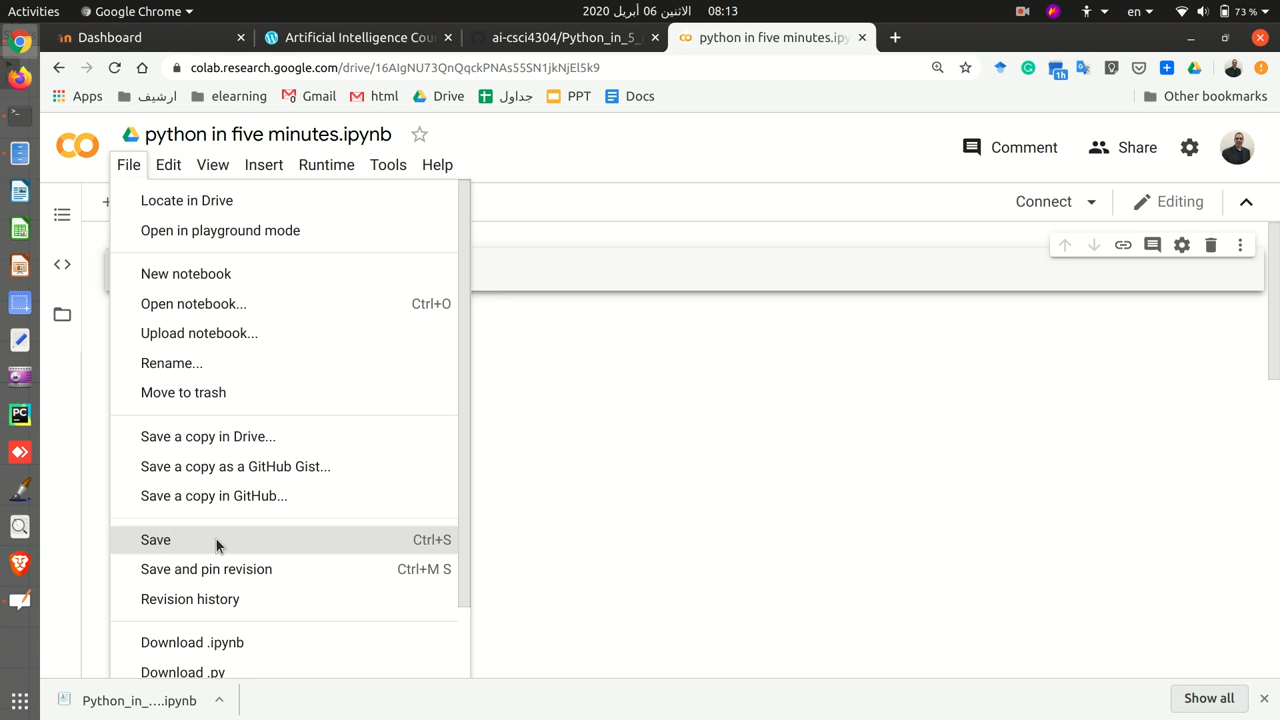 Activities Google Chrome 2020 الاثنين 06 أبريل 08:13 en 73 %
Dashboard Artificial Intelligence Cou ai-csci4304/Python_in_5_ python in five minutes.ipy
colab.research.google.com/drive/16AIgNU73QnQqckPNAs55SN1jkNjEl5k9 1h
Apps ارشيف elearning Gmail html Drive جداول PPT Docs Other bookmarks
python in five minutes.ipynb
Comment Share
File Edit View Insert Runtime Tools Help
Locate in Drive
Connect Editing
Open in playground mode
New notebook
Open notebook... Ctrl+O
Upload notebook...
Rename...
Move to trash
Save a copy in Drive...
Save a copy as a GitHub Gist...
Save a copy in GitHub...
Save Ctrl+S
Save and pin revision Ctrl+M S
Revision history
Download .ipynb
Download .py
Python_in_....ipynb Show all